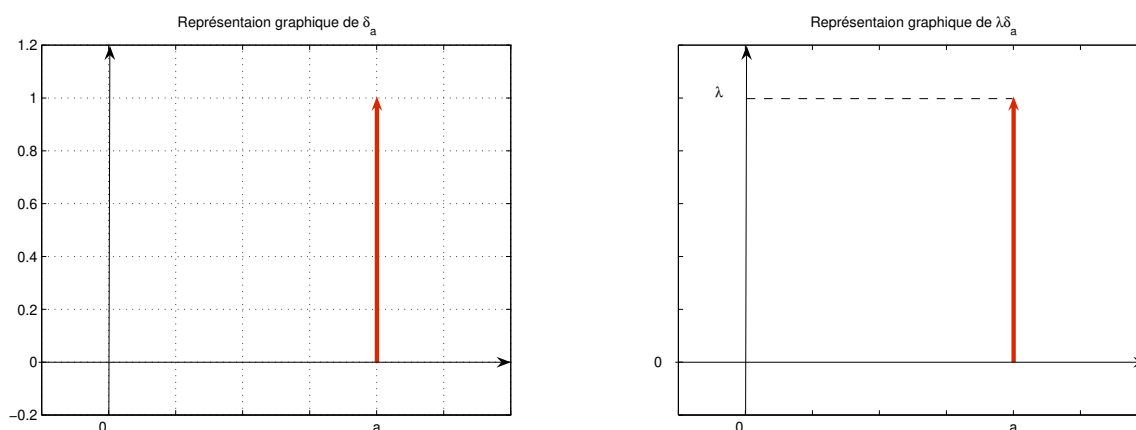 Représentaion graphique de δa
1.2
1
0.8
0.6
0.4
0.2
0
−0.2
0
a
Représentaion graphique de λδa
λ
0
0
a